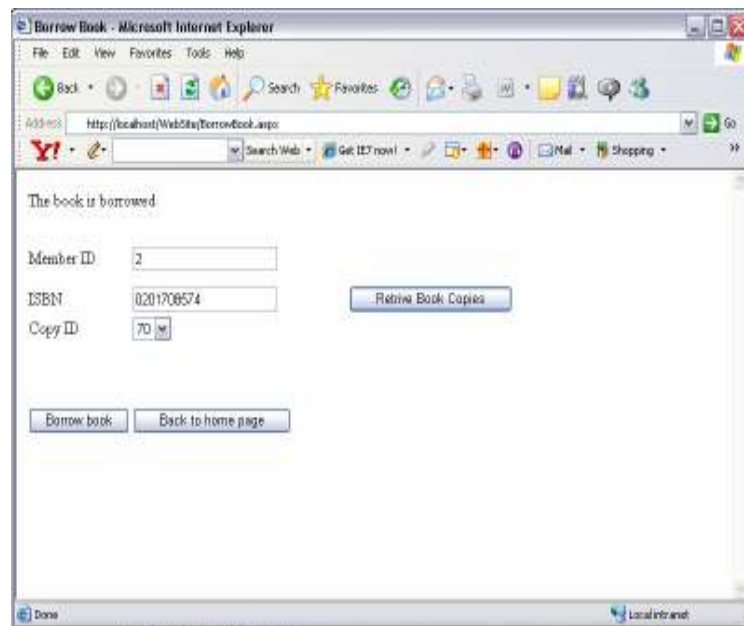 Borrow Book - Microsoft Internet Explorer
File Edit View Favorites Tools Help
Back Search Favorites
Address http://localhost/WebSite/BorrowBook.aspx Go
Y! Search Web Get IE7 now! Mail Shopping
The book is borrowed
Member ID 2
ISBN 0201708574 Retrive Book Copies
Copy ID 70
Borrow book Back to home page
Done Local intranet